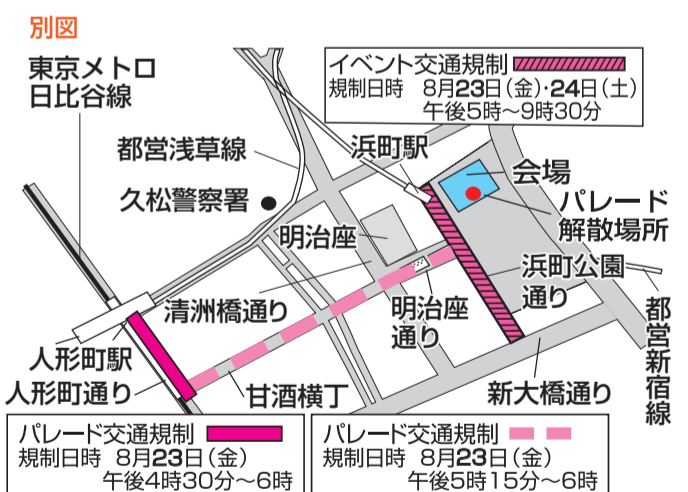 別図
東京メトロ
日比谷線
イベント交通規制
規制日時 8月23日(金)・24日(土)
午後5時～9時30分
都営浅草線
浜町駅
会場
久松警察署
パレード
解散場所
明治座
浜町公園
通り
清洲橋通り
明治座
通り
都営新宿線
人形町駅
人形町通り
甘酒横丁
新大橋通り
パレード交通規制
規制日時 8月23日(金)
午後4時30分～6時
パレード交通規制
規制日時 8月23日(金)
午後5時15分～6時